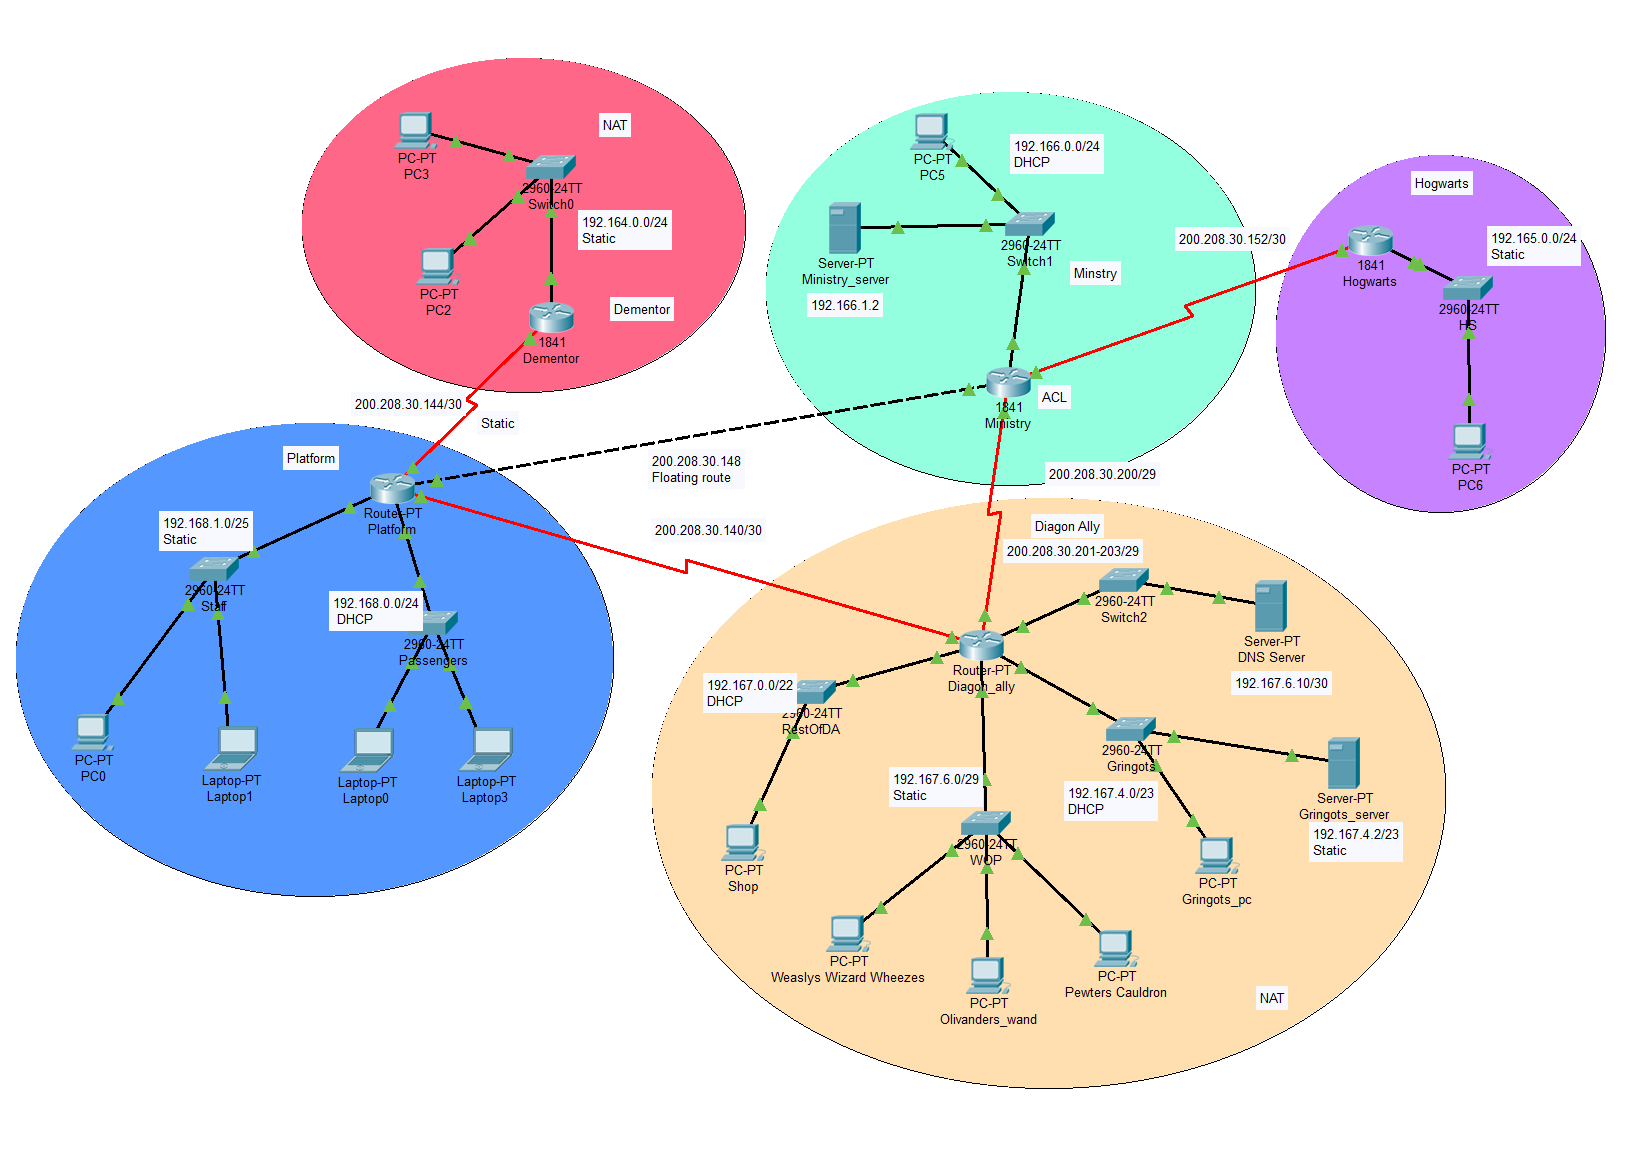 NAT
PC-PT
PC3
2960-24TT
Switch0
192.164.0.0/24
Static
PC-PT
PC2
Dementor
1841
Dementor
200.208.30.144/30
Static
PC-PT
PC5
192.166.0.0/24
DHCP
2960-24TT
Switch1
Server-PT
Ministry_server
192.166.1.2
Minstry
1841
Ministry
ACL
200.208.30.152/30
Hogwarts
1841
Hogwarts
192.165.0.0/24
Static
2960-24TT
HS
PC-PT
PC6
Platform
Router-PT
Platform
200.208.30.148
Floating route
200.208.30.140/30
200.208.30.200/29
192.168.1.0/25
Static
2960-24TT
Staff
192.168.0.0/24
DHCP
2960-24TT
Passengers
PC-PT
PC0
Laptop-PT
Laptop1
Laptop-PT
Laptop0
Laptop-PT
Laptop3
Diagon Ally
200.208.30.201-203/29
2960-24TT
Switch2
Server-PT
DNS Server
192.167.6.10/30
Router-PT
Diagon_ally
192.167.0.0/22
DHCP
2960-24TT
RestOfDA
PC-PT
Shop
2960-24TT
Gringots
192.167.4.0/23
DHCP
Server-PT
Gringots_server
192.167.4.2/23
Static
PC-PT
Gringots_pc
192.167.6.0/29
Static
2960-24TT
WOP
PC-PT
Weaslys Wizard Wheezes
PC-PT
Olivanders_wand
PC-PT
Pewters Cauldron
NAT